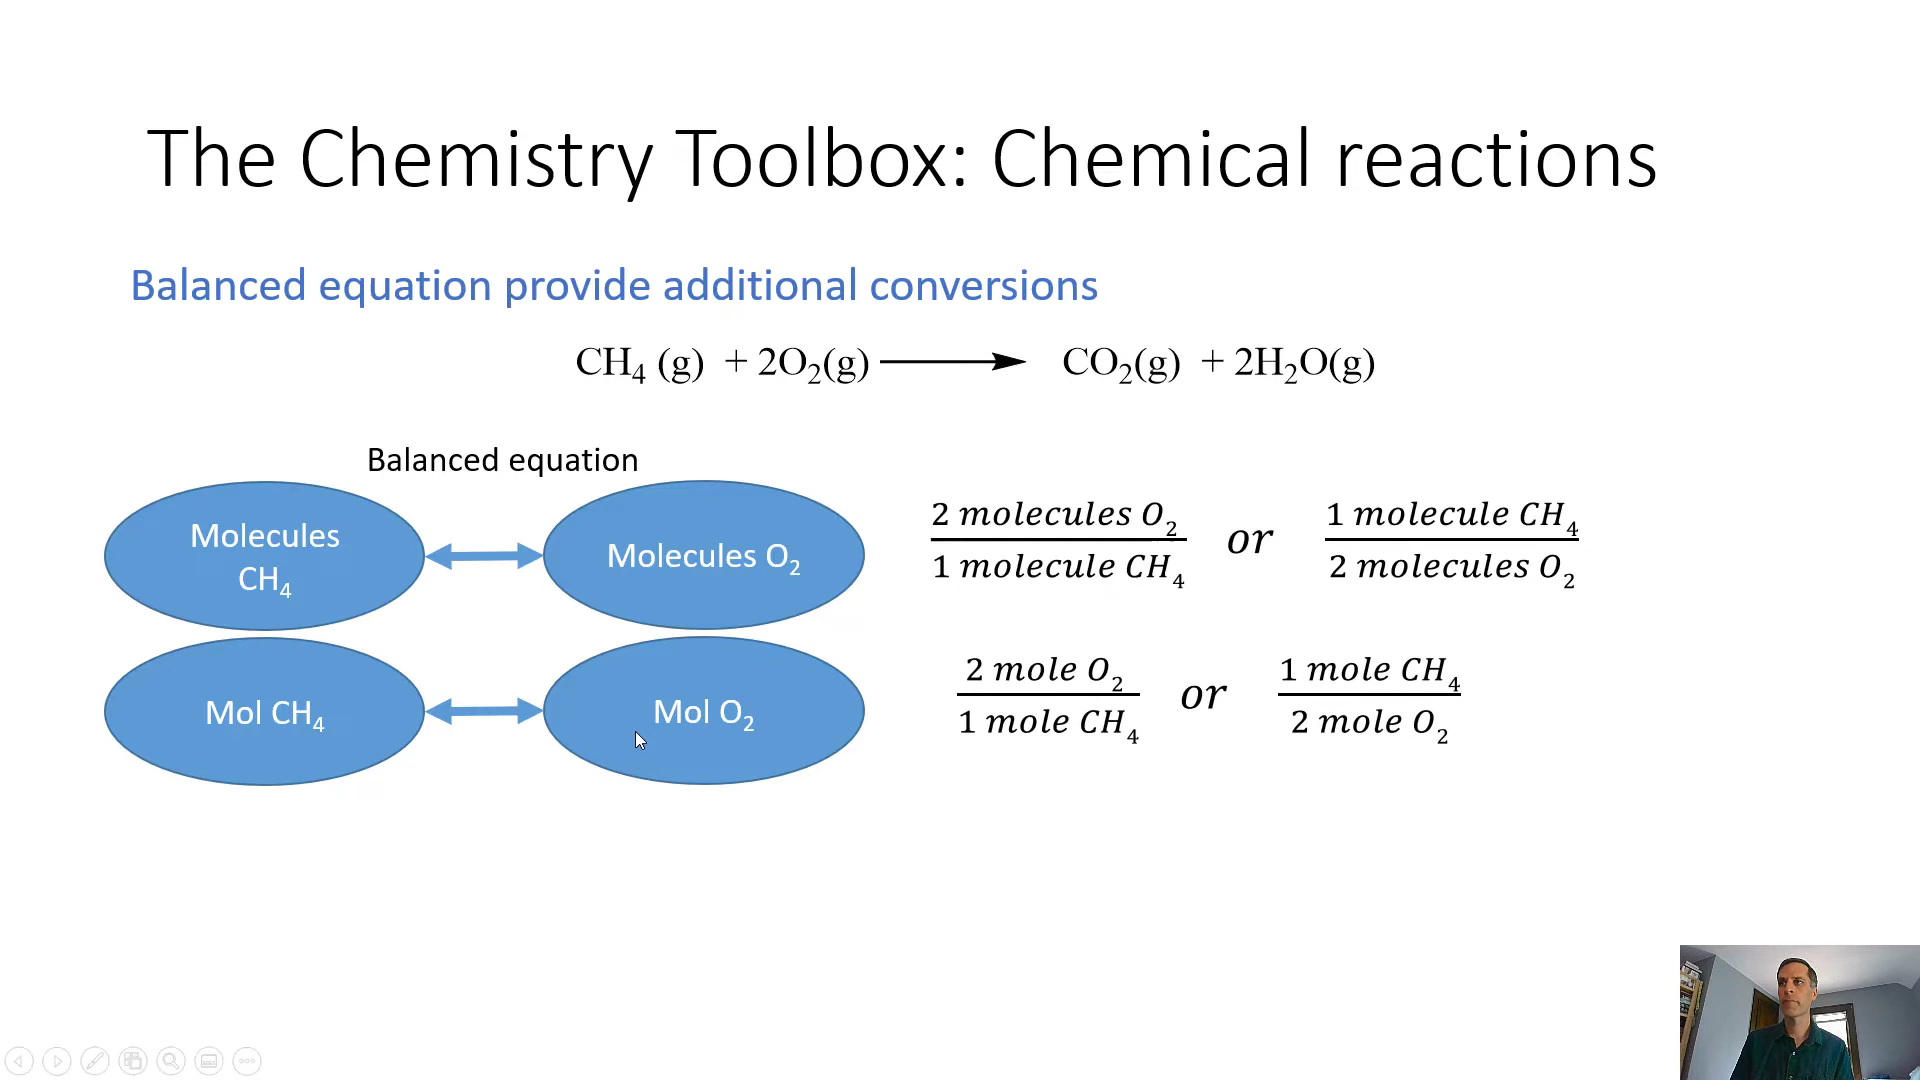 The Chemistry Toolbox: Chemical reactions
Balanced equation provide additional conversions
CH₄ (g) + 2O₂(g) ⟶ CO₂(g) + 2H₂O(g)
Balanced equation
Molecules
CH₄
Molecules O₂
2 molecules O₂
1 molecule CH₄
or
1 molecule CH₄
2 molecules O₂
Mol CH₄
Mol O₂
2 mole O₂
1 mole CH₄
or
1 mole CH₄
2 mole O₂